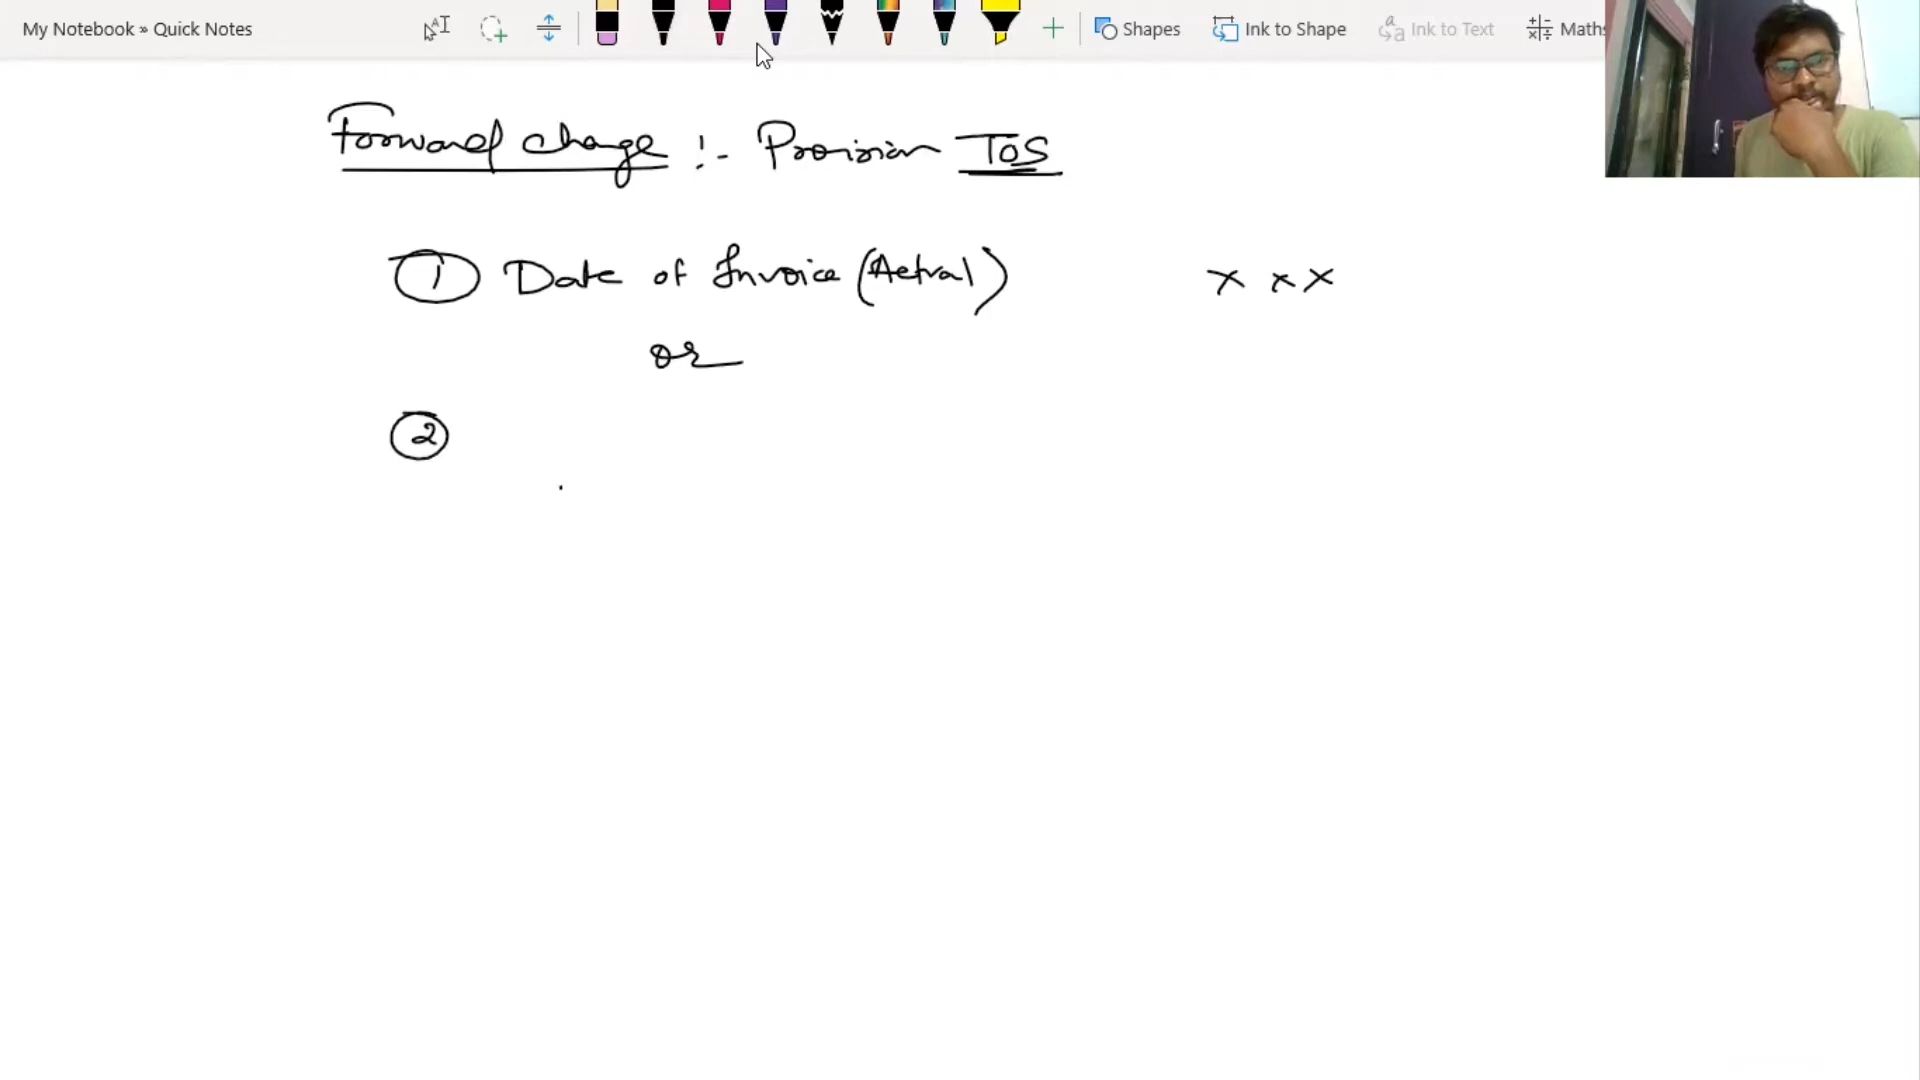 My Notebook » Quick Notes
Shapes Ink to Shape Ink to Text Maths
Forward charge :- Provision TOS
① Date of Invoice (Actual) x x x
or
②